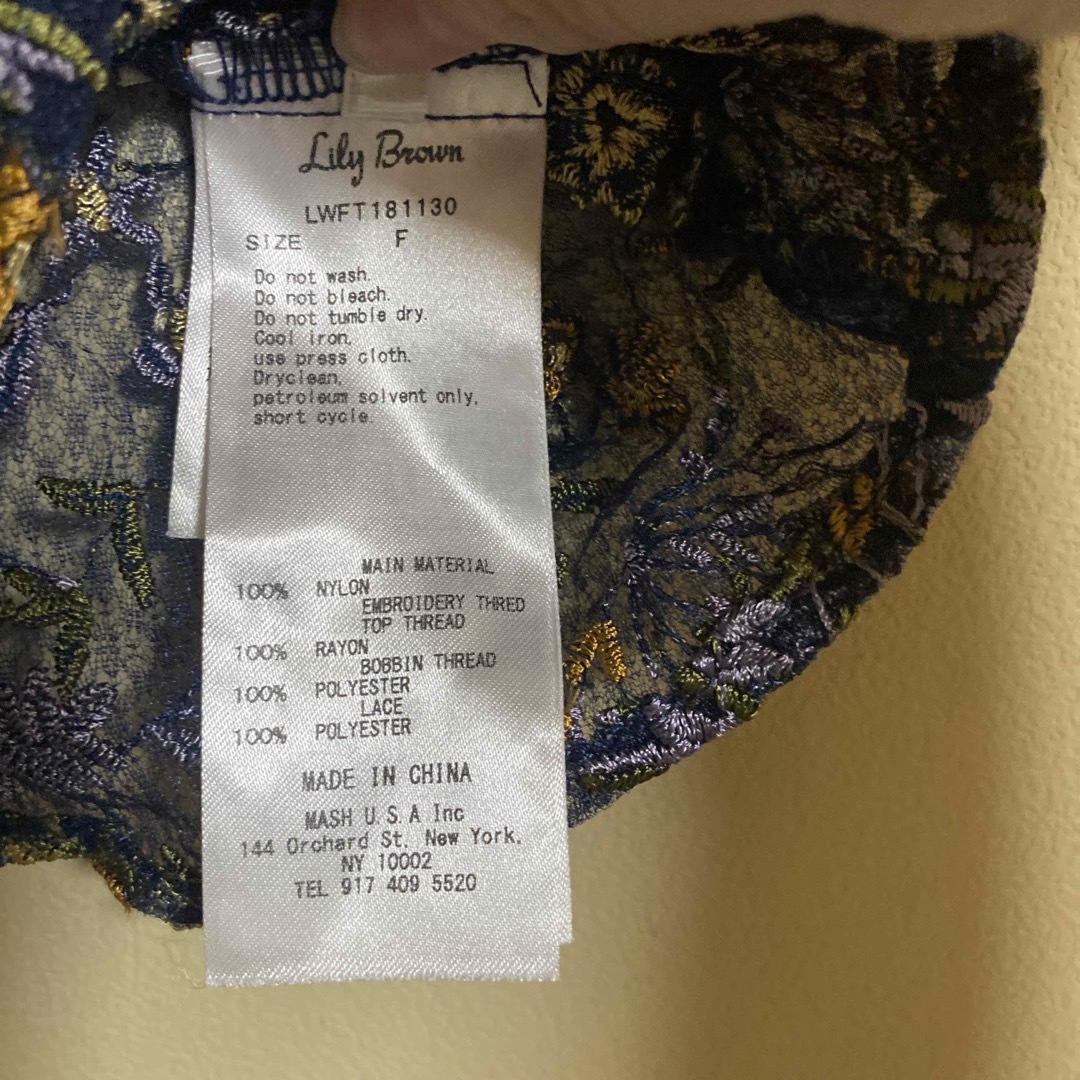 Lily Brown
LWFT181130
SIZE F
Do not wash.
Do not bleach.
Do not tumble dry.
Cool iron.
use press cloth.
Dryclean,
petroleum solvent only,
short cycle.
MAIN MATERIAL
100% NYLON
EMBROIDERY THRED
TOP THREAD
100% RAYON
BOBBIN THREAD
100% POLYESTER
LACE
100% POLYESTER
MADE IN CHINA
MASH U.S.A Inc
144 Orchard St. New York.
NY 10002
TEL 917 409 5520